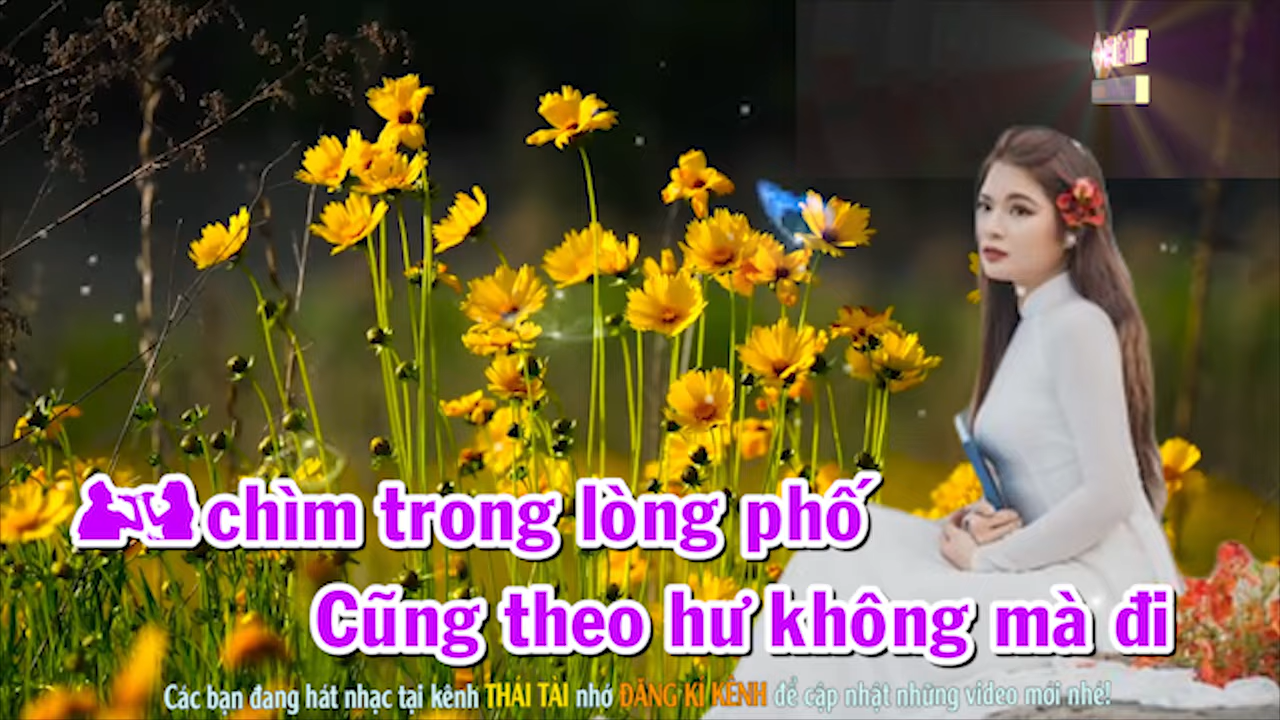 chìm trong lòng phố
Cũng theo hư không mà đi
Các bạn đang hát nhạc tại kênh THÁI TÀI nhớ ĐĂNG KÍ KÊNH để cập nhật những video mới nhé!